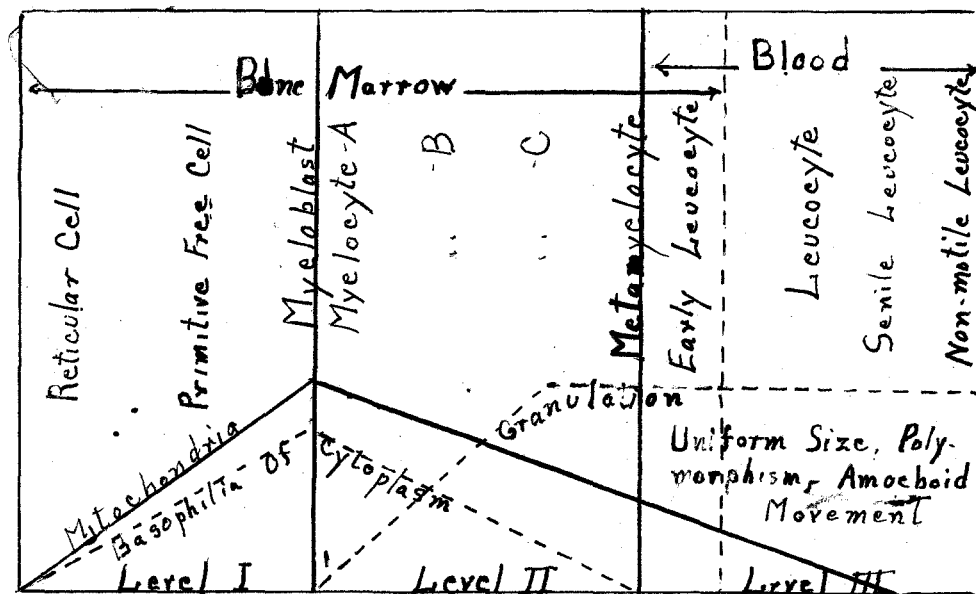 Bone Marrow
Blood
Reticular Cell
Primitive Free Cell
Myeloblast
Myelocyte-A
" -B
" -C
Metamyelocyte
Early Leucocyte
Leucocyte
Senile Leucocyte
Non-motile Leucocyte
Mitochondria
Basophilia of Cytoplasm
Granulation
Uniform Size, Poly-
morphism, Amoeboid
Movement
Level I
Level II
Level III